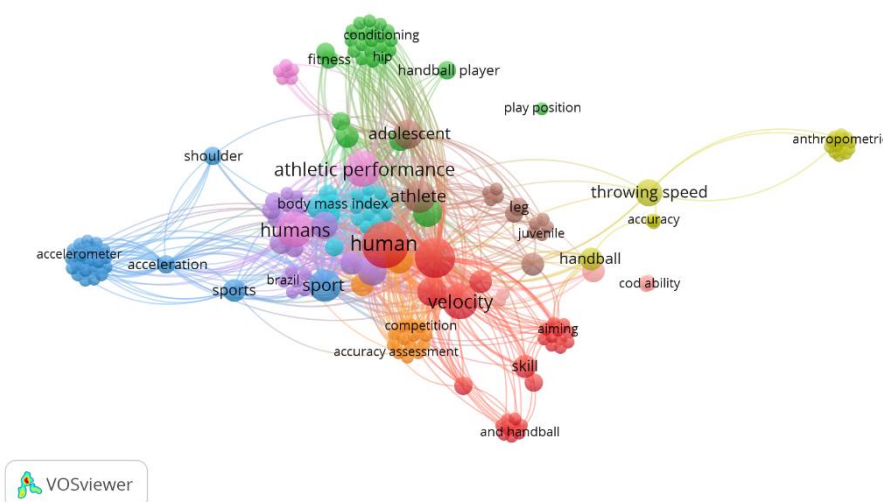 conditioning
hip
fitness
handball player
play position
adolescent
anthropometric
shoulder
athletic performance
throwing speed
athlete
body mass index
leg
accuracy
humans
human
juvenile
accelerometer
acceleration
handball
brazil
sport
cod ability
sports
velocity
competition
aiming
accuracy assessment
skill
and handball
VOSviewer